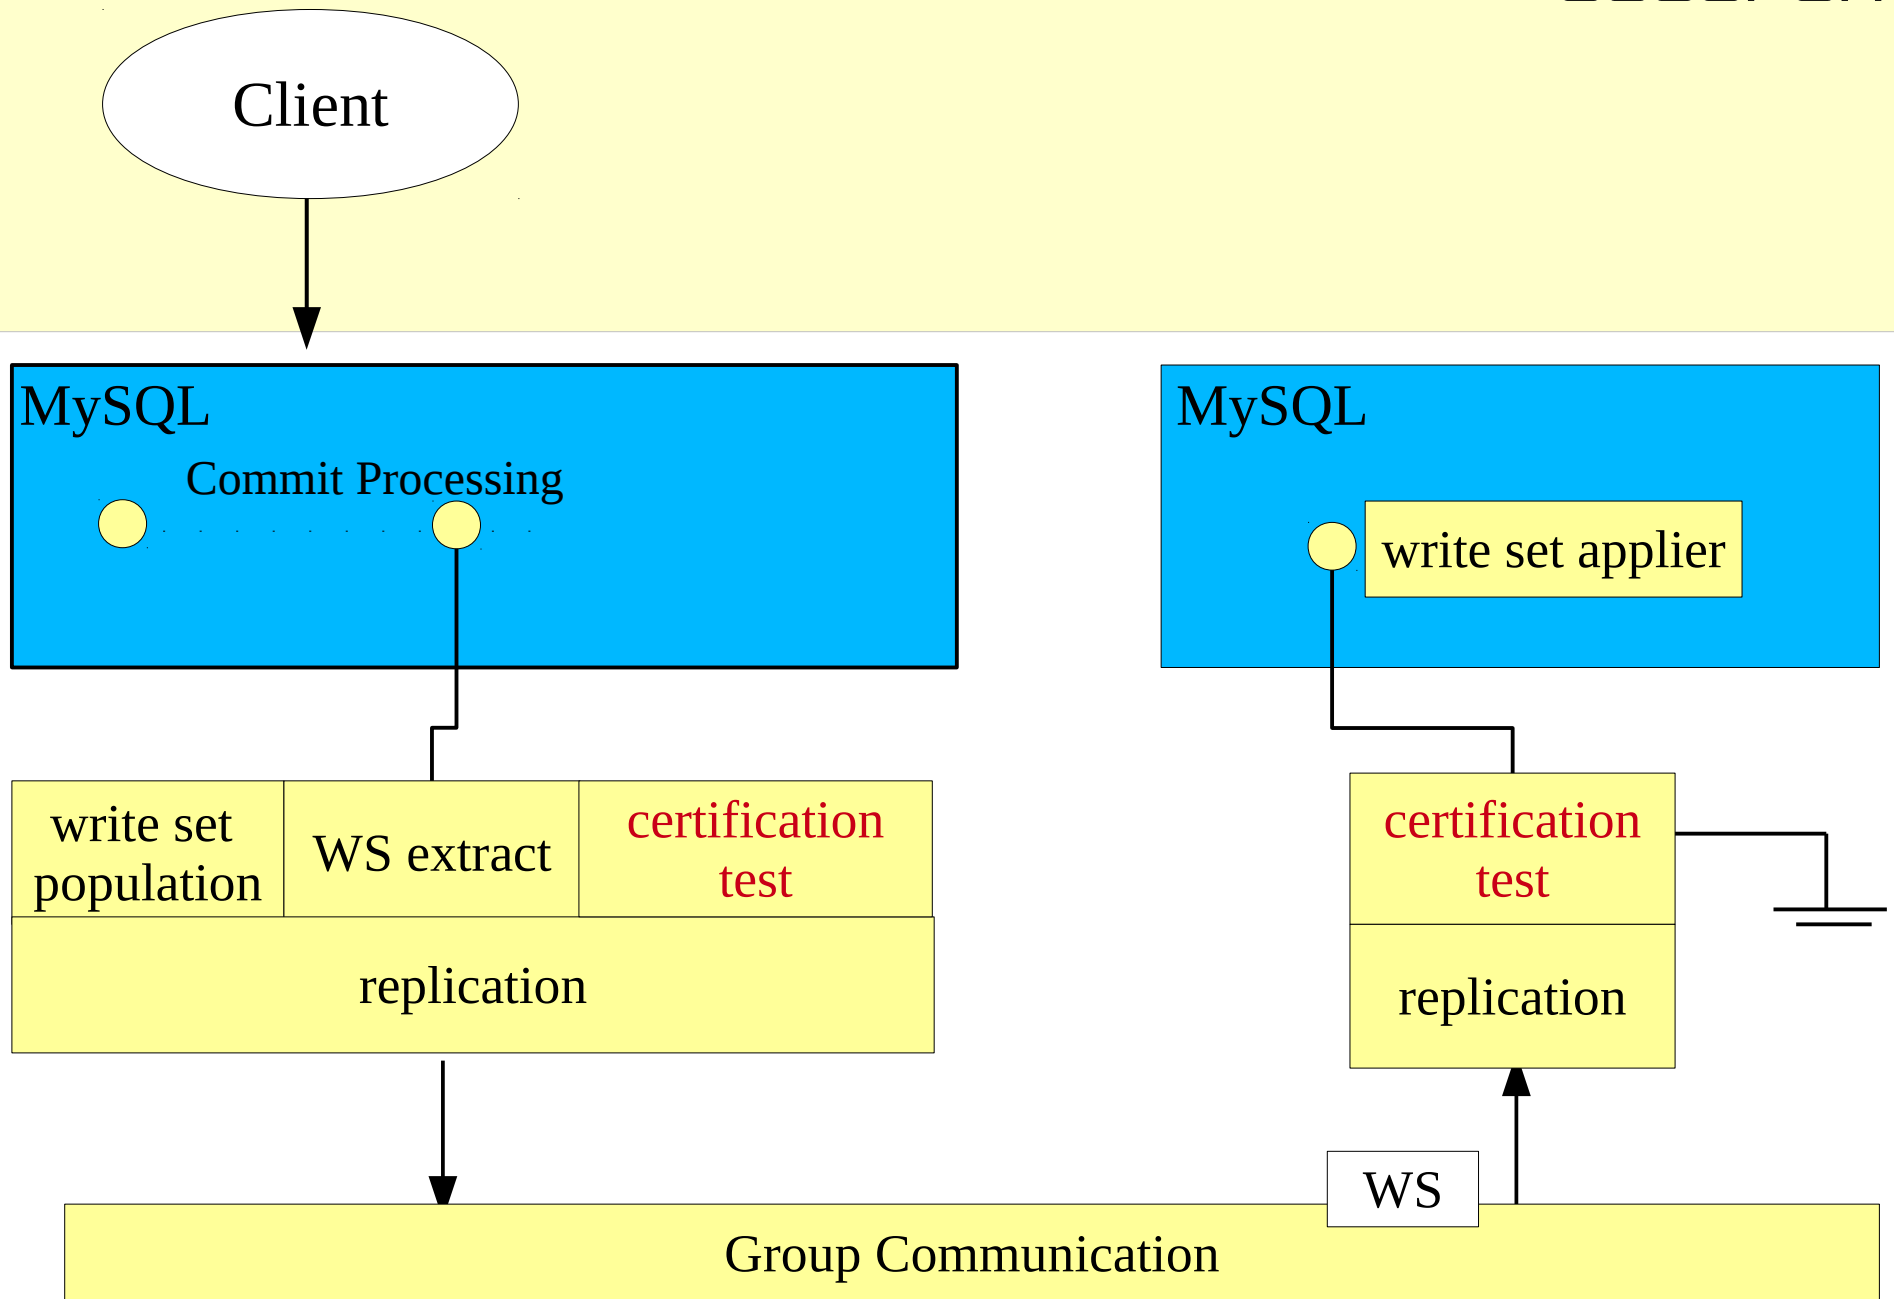 Client
MySQL
Commit Processing
MySQL
write set applier
write set
population
WS extract
certification
test
replication
certification
test
replication
WS
Group Communication